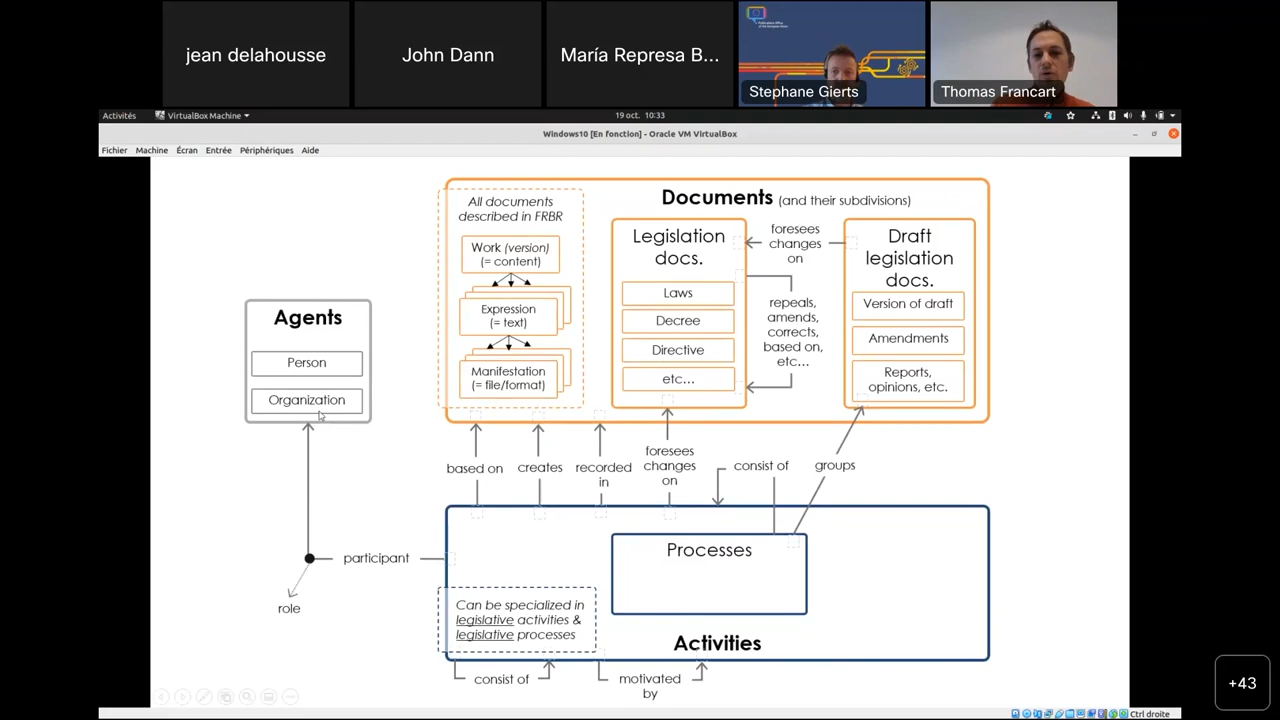 jean delahousse
John Dann
María Represa B...
Stephane Gierts
Thomas Francart
Activités
VirtualBox Machine
19 oct. 10:33
Windows10 [En fonction] - Oracle VM VirtualBox
Fichier Machine Écran Entrée Périphériques Aide
All documents
described in FRBR
Work (version)
(= content)
Expression
(= text)
Manifestation
(= file/format)
Documents (and their subdivisions)
Legislation
docs.
Laws
Decree
Directive
etc...
foresees
changes
on
repeals,
amends,
corrects,
based on,
etc...
Draft
legislation
docs.
Version of draft
Amendments
Reports,
opinions, etc.
Agents
Person
Organization
based on
creates
recorded
in
foresees
changes
on
consist of
groups
participant
role
Processes
Can be specialized in
legislative activities &
legislative processes
Activities
consist of
motivated
by
+43
Ctrl droite